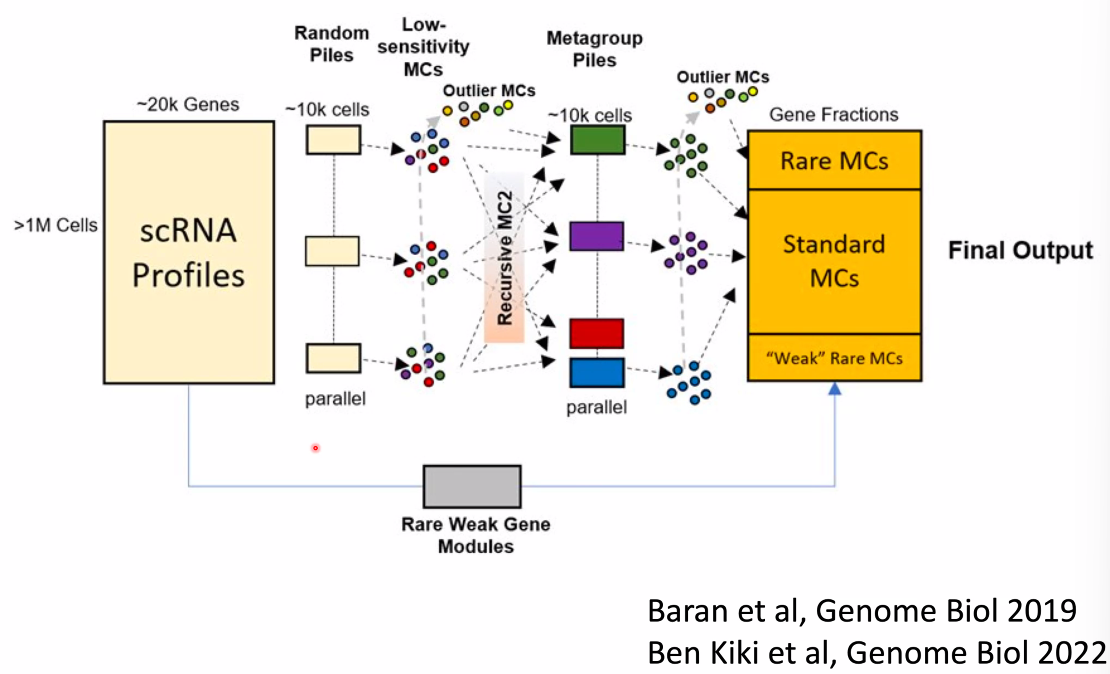 Random
Piles
Low-
sensitivity
MCs
Metagroup
Piles
Outlier MCs
Outlier MCs
~20k Genes
~10k cells
~10k cells
Gene Fractions
>1M Cells
scRNA
Profiles
Recursive MC2
Rare MCs
Standard
MCs
Final Output
“Weak” Rare MCs
parallel
parallel
Rare Weak Gene
Modules
Baran et al, Genome Biol 2019
Ben Kiki et al, Genome Biol 2022